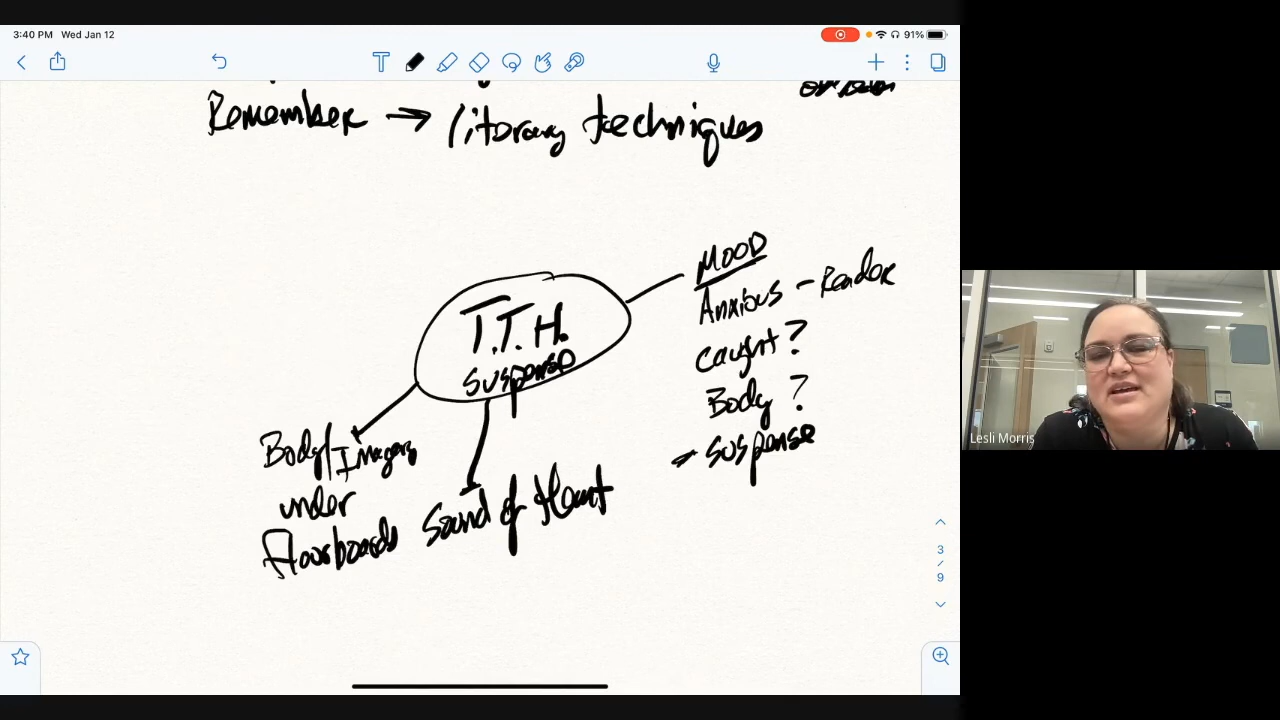 3:40 PM Wed Jan 12
91%
Remember → literary techniques
MOOD
Anxious - Reader
caught?
Body?
- suspense
T.T.H.
suspense
Body/Imagery
under
floorboards
Sound of Heart
Lesli Morris
3
/
9